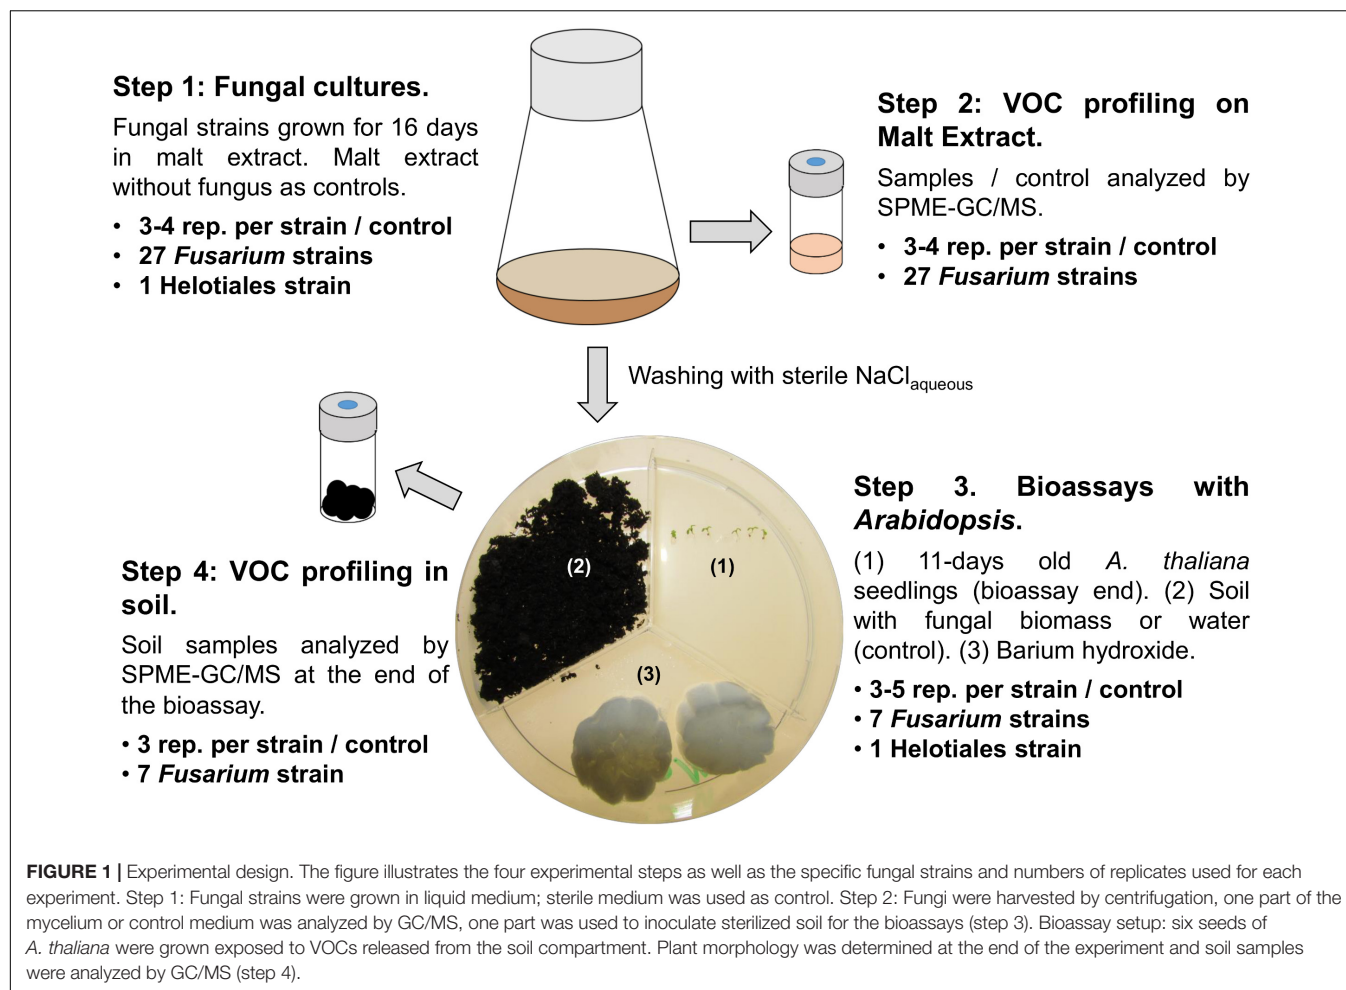 Step 1: Fungal cultures.
Fungal strains grown for 16 days
in malt extract. Malt extract
without fungus as controls.
• 3-4 rep. per strain / control
• 27 Fusarium strains
• 1 Helotiales strain
Step 2: VOC profiling on
Malt Extract.
Samples / control analyzed by
SPME-GC/MS.
• 3-4 rep. per strain / control
• 27 Fusarium strains
Washing with sterile NaClaqueous
(1)
(2)
(3)
Step 3. Bioassays with
Arabidopsis.
(1) 11-days old A. thaliana
seedlings (bioassay end). (2) Soil
with fungal biomass or water
(control). (3) Barium hydroxide.
• 3-5 rep. per strain / control
• 7 Fusarium strains
• 1 Helotiales strain
Step 4: VOC profiling in
soil.
Soil samples analyzed by
SPME-GC/MS at the end of
the bioassay.
• 3 rep. per strain / control
• 7 Fusarium strain
FIGURE 1 | Experimental design. The figure illustrates the four experimental steps as well as the specific fungal strains and numbers of replicates used for each
experiment. Step 1: Fungal strains were grown in liquid medium; sterile medium was used as control. Step 2: Fungi were harvested by centrifugation, one part of the
mycelium or control medium was analyzed by GC/MS, one part was used to inoculate sterilized soil for the bioassays (step 3). Bioassay setup: six seeds of
A. thaliana were grown exposed to VOCs released from the soil compartment. Plant morphology was determined at the end of the experiment and soil samples
were analyzed by GC/MS (step 4).